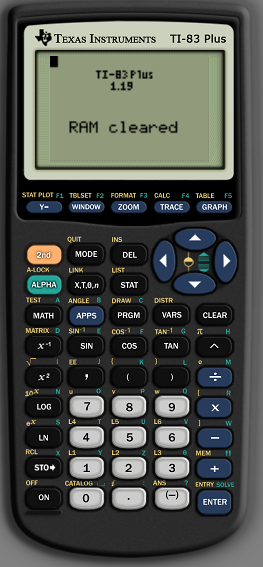 TEXAS INSTRUMENTS TI-83 Plus
TI-83 Plus
1.19
RAM cleared
STAT PLOT F1 TBLSET F2 FORMAT F3 CALC F4 TABLE F5
Y= WINDOW ZOOM TRACE GRAPH
QUIT INS
2nd MODE DEL
A-LOCK LINK LIST
ALPHA X,T,θ,n STAT
TEST A ANGLE B DRAW C DISTR
MATH APPS PRGM VARS CLEAR
MATRIX D SIN⁻¹ E COS⁻¹ F TAN⁻¹ G π H
x⁻¹ SIN COS TAN ^
√ I EE J { K } L e M
x² , ( ) ÷
10ˣ N u O v P w Q [ R
LOG 7 8 9 ×
eˣ S L4 T L5 U L6 V ] W
LN 4 5 6 −
RCL X L1 Y L2 Z L3 θ MEM "
STO➔ 1 2 3 +
OFF CATALOG i : ANS ? ENTRY SOLVE
ON 0 . (−) ENTER